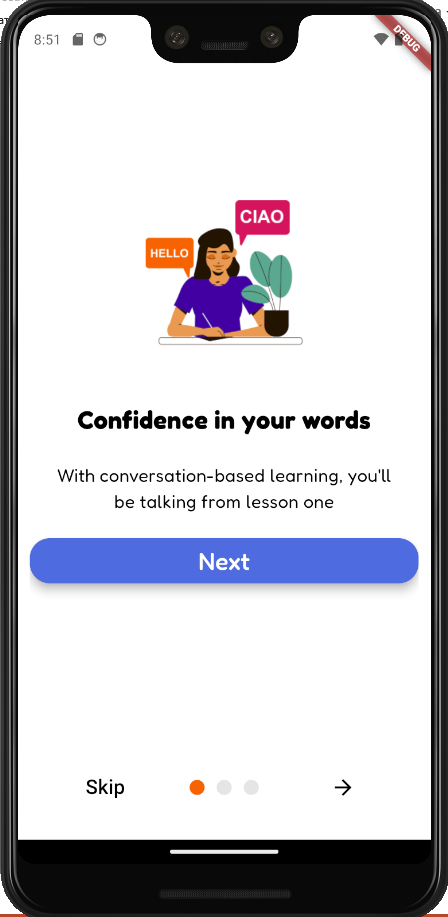 8:51
DEBUG
CIAO
HELLO
Confidence in your words
With conversation-based learning, you'll
be talking from lesson one
Next
Skip